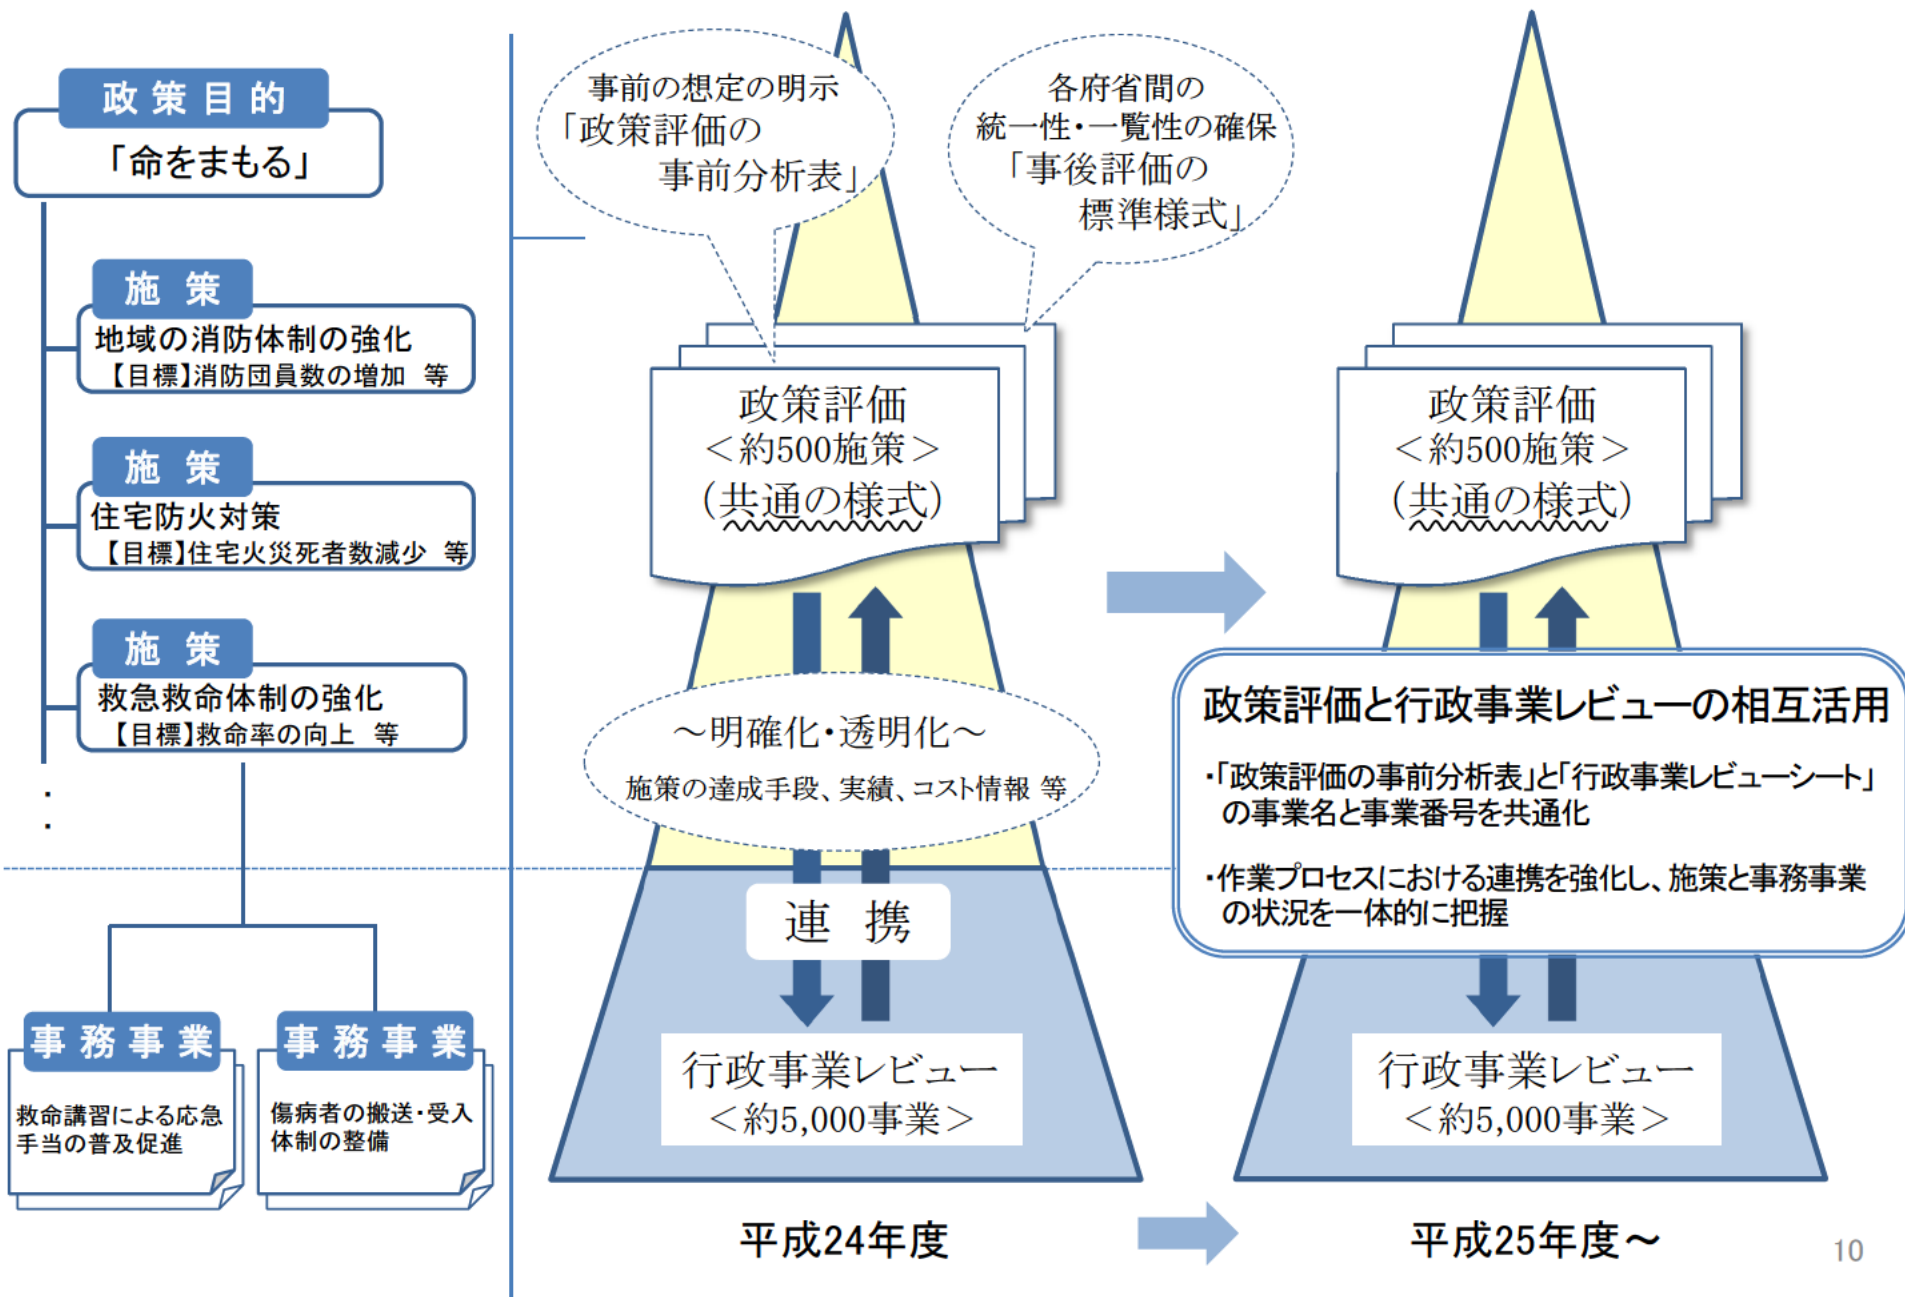 政策目的
「命をまもる」
施策
地域の消防体制の強化
【目標】消防団員数の増加 等
施策
住宅防火対策
【目標】住宅火災死者数減少 等
施策
救急救命体制の強化
【目標】救命率の向上 等
・
・
事務事業
救命講習による応急
手当の普及促進
事務事業
傷病者の搬送・受入
体制の整備
事前の想定の明示
「政策評価の
事前分析表」
各府省間の
統一性・一覧性の確保
「事後評価の
標準様式」
政策評価
＜約500施策＞
（共通の様式）
～明確化・透明化～
施策の達成手段、実績、コスト情報 等
連携
行政事業レビュー
＜約5,000事業＞
平成24年度
政策評価
＜約500施策＞
（共通の様式）
政策評価と行政事業レビューの相互活用
・「政策評価の事前分析表」と「行政事業レビューシート」
の事業名と事業番号を共通化
・作業プロセスにおける連携を強化し、施策と事務事業
の状況を一体的に把握
行政事業レビュー
＜約5,000事業＞
平成25年度～
10